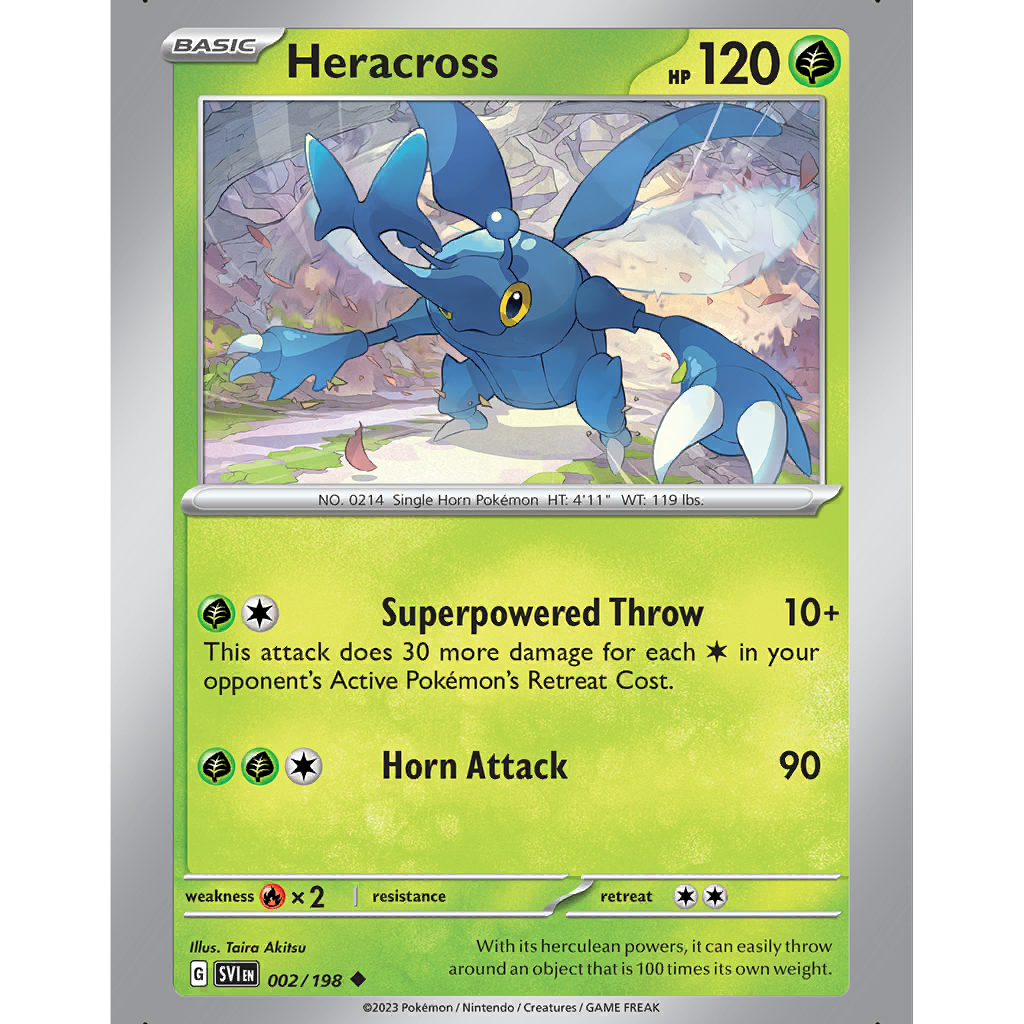 BASIC Heracross HP 120
NO. 0214 Single Horn Pokémon HT: 4'11" WT: 119 lbs.
Superpowered Throw 10+
This attack does 30 more damage for each ✶ in your
opponent's Active Pokémon's Retreat Cost.
Horn Attack 90
weakness ×2 resistance retreat
Illus. Taira Akitsu
G SVI EN 002/198
With its herculean powers, it can easily throw
around an object that is 100 times its own weight.
©2023 Pokémon / Nintendo / Creatures / GAME FREAK